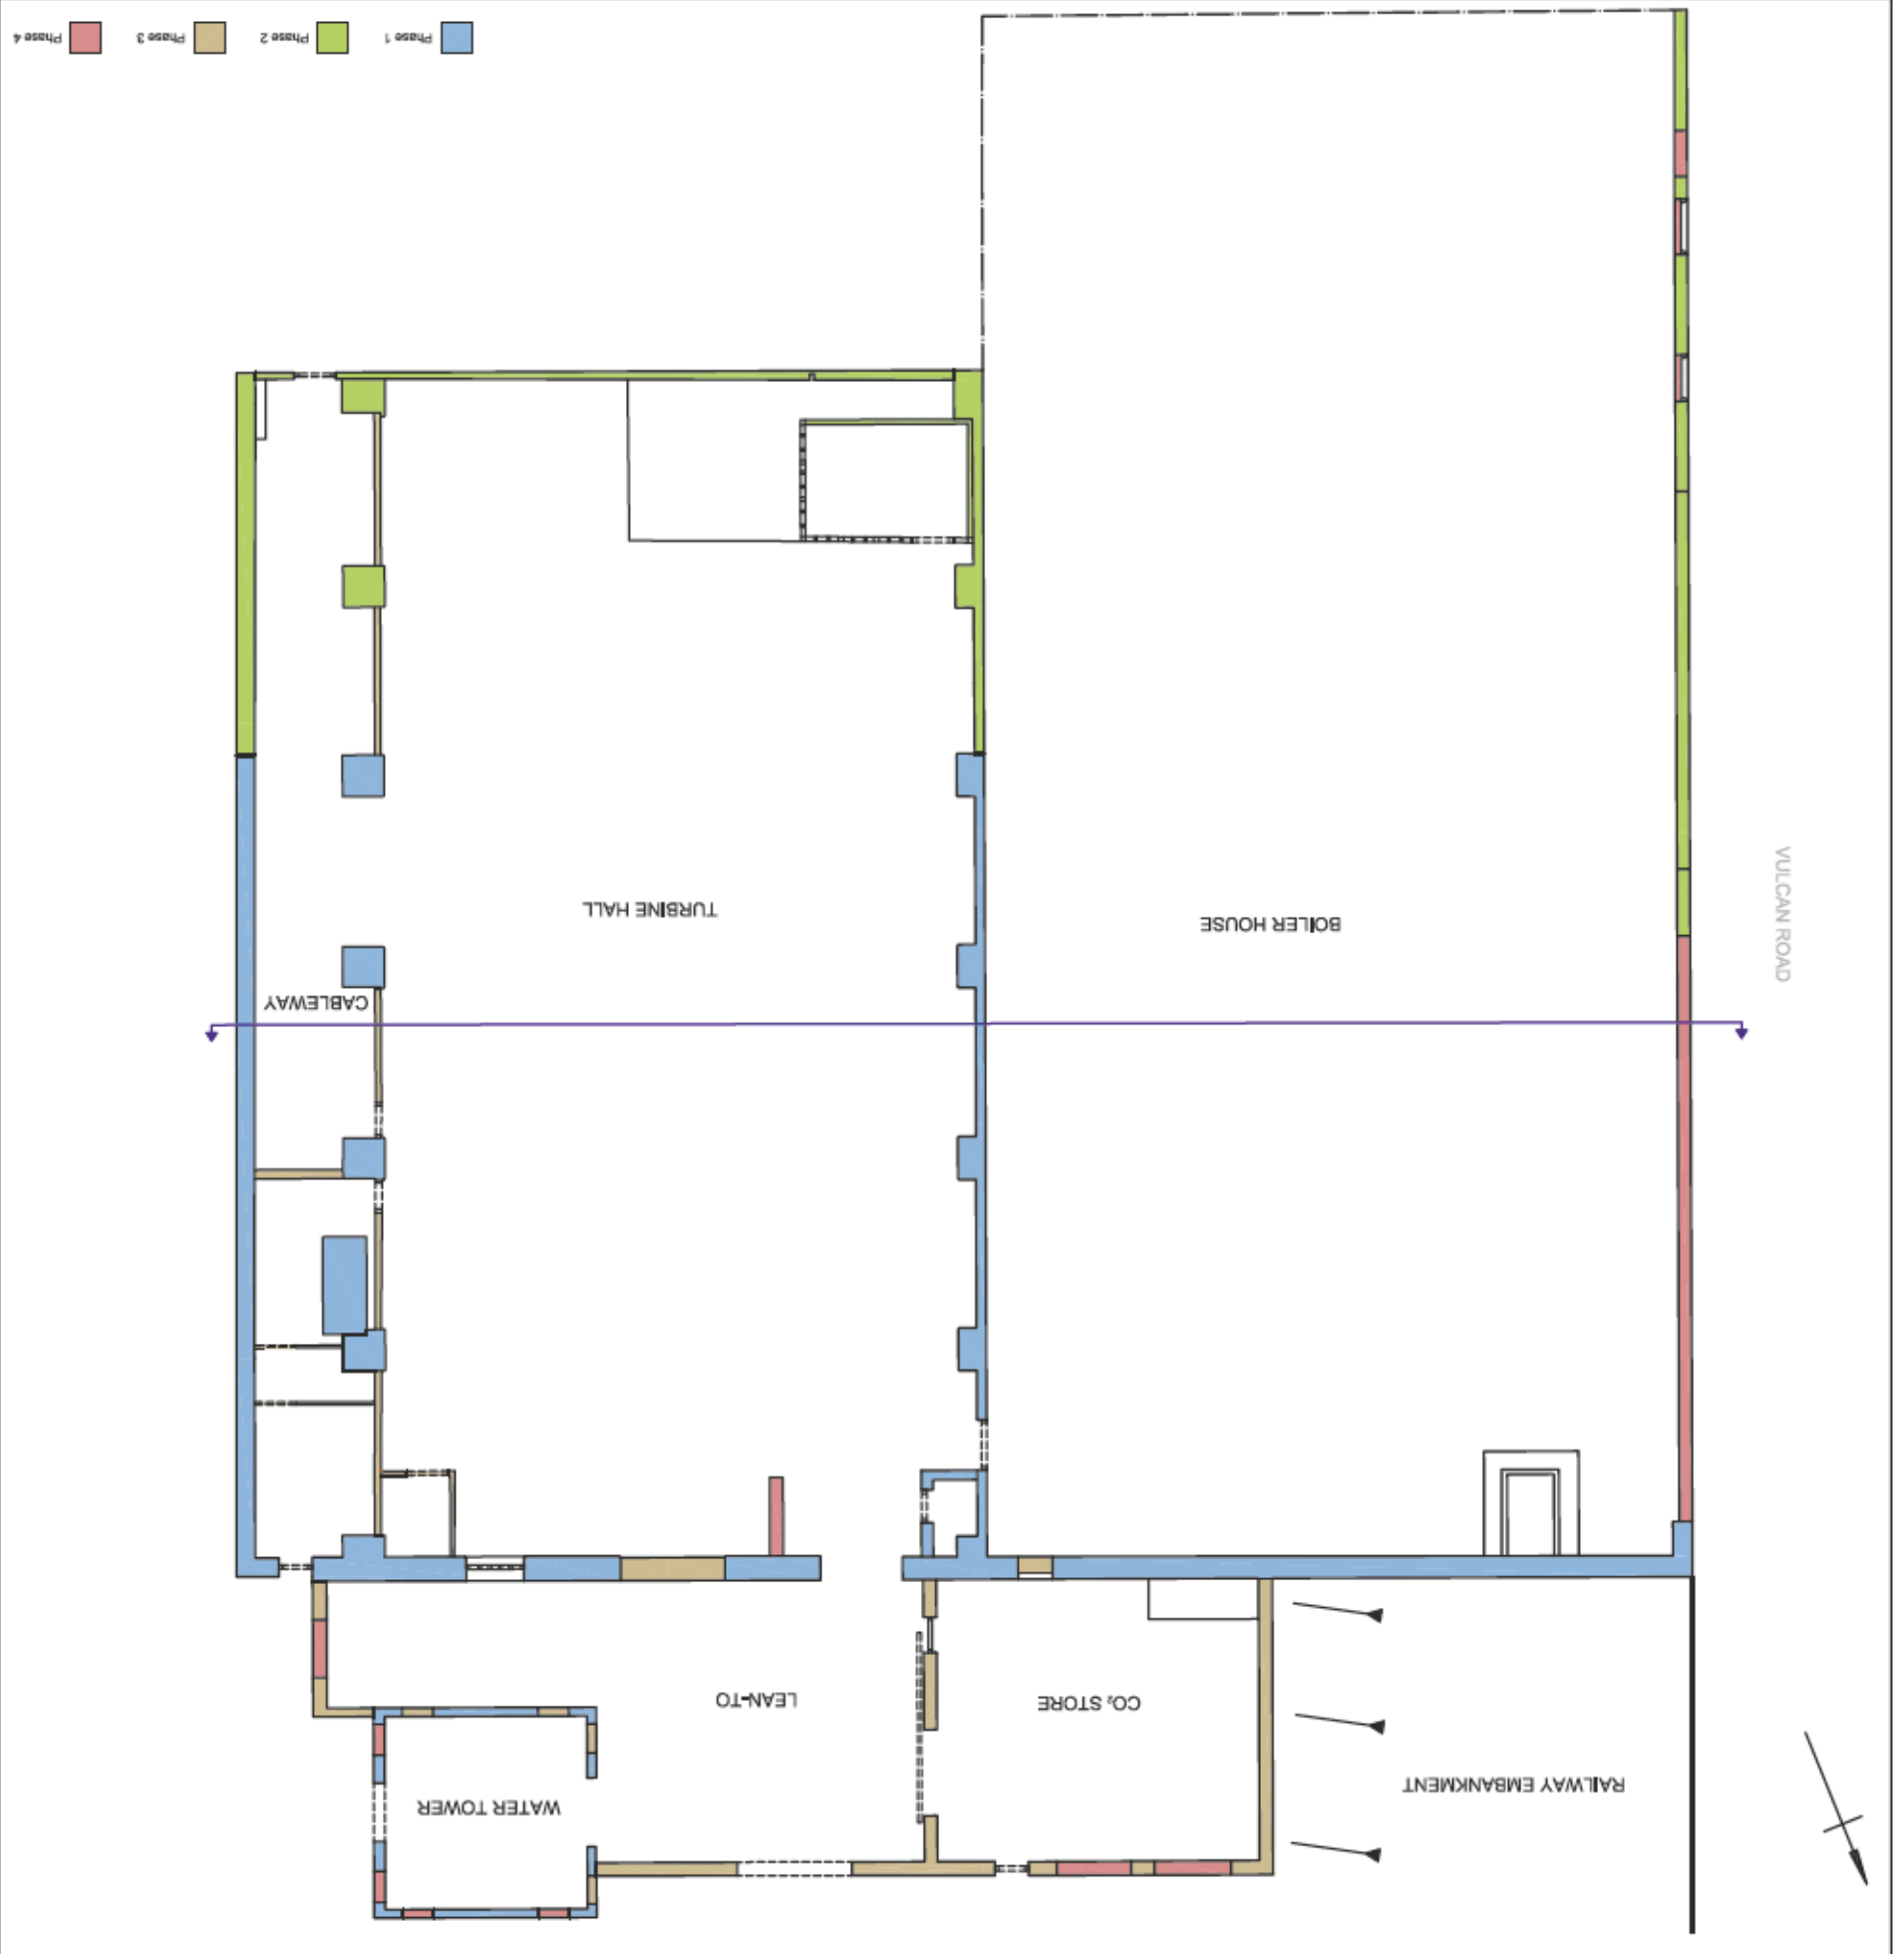 Phase 1
Phase 2
Phase 3
Phase 4
RAILWAY EMBANKMENT
WATER TOWER
CO₂ STORE
LEAN-TO
CABLEWAY
BOILER HOUSE
TURBINE HALL
VULCAN ROAD